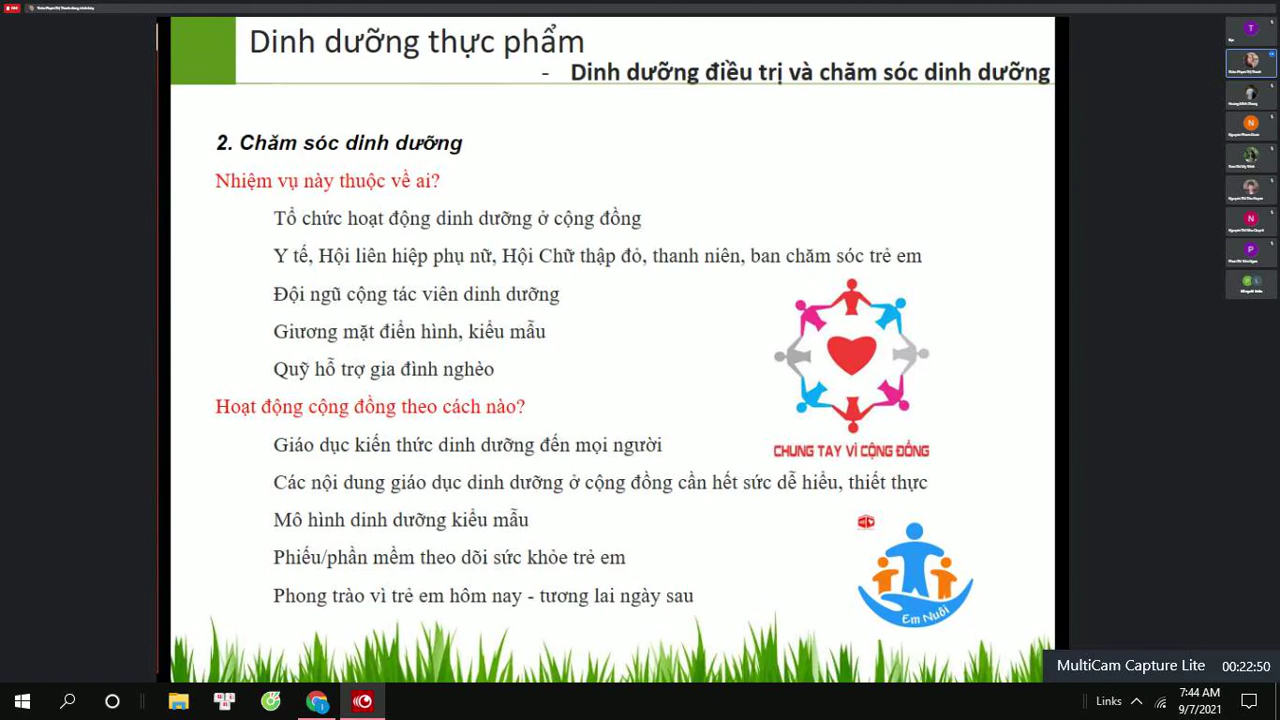 Dinh dưỡng thực phẩm
- Dinh dưỡng điều trị và chăm sóc dinh dưỡng
2. Chăm sóc dinh dưỡng
Nhiệm vụ này thuộc về ai?
Tổ chức hoạt động dinh dưỡng ở cộng đồng
Y tế, Hội liên hiệp phụ nữ, Hội Chữ thập đỏ, thanh niên, ban chăm sóc trẻ em
Đội ngũ cộng tác viên dinh dưỡng
Giương mặt điển hình, kiểu mẫu
Quỹ hỗ trợ gia đình nghèo
Hoạt động cộng đồng theo cách nào?
CHUNG TAY VÌ CỘNG ĐỒNG
Giáo dục kiến thức dinh dưỡng đến mọi người
Các nội dung giáo dục dinh dưỡng ở cộng đồng cần hết sức dễ hiểu, thiết thực
Mô hình dinh dưỡng kiểu mẫu
Phiếu/phần mềm theo dõi sức khỏe trẻ em
Phong trào vì trẻ em hôm nay - tương lai ngày sau
Em Nuôi
T
N
N
P
MultiCam Capture Lite 00:22:50
Links
7:44 AM
9/7/2021